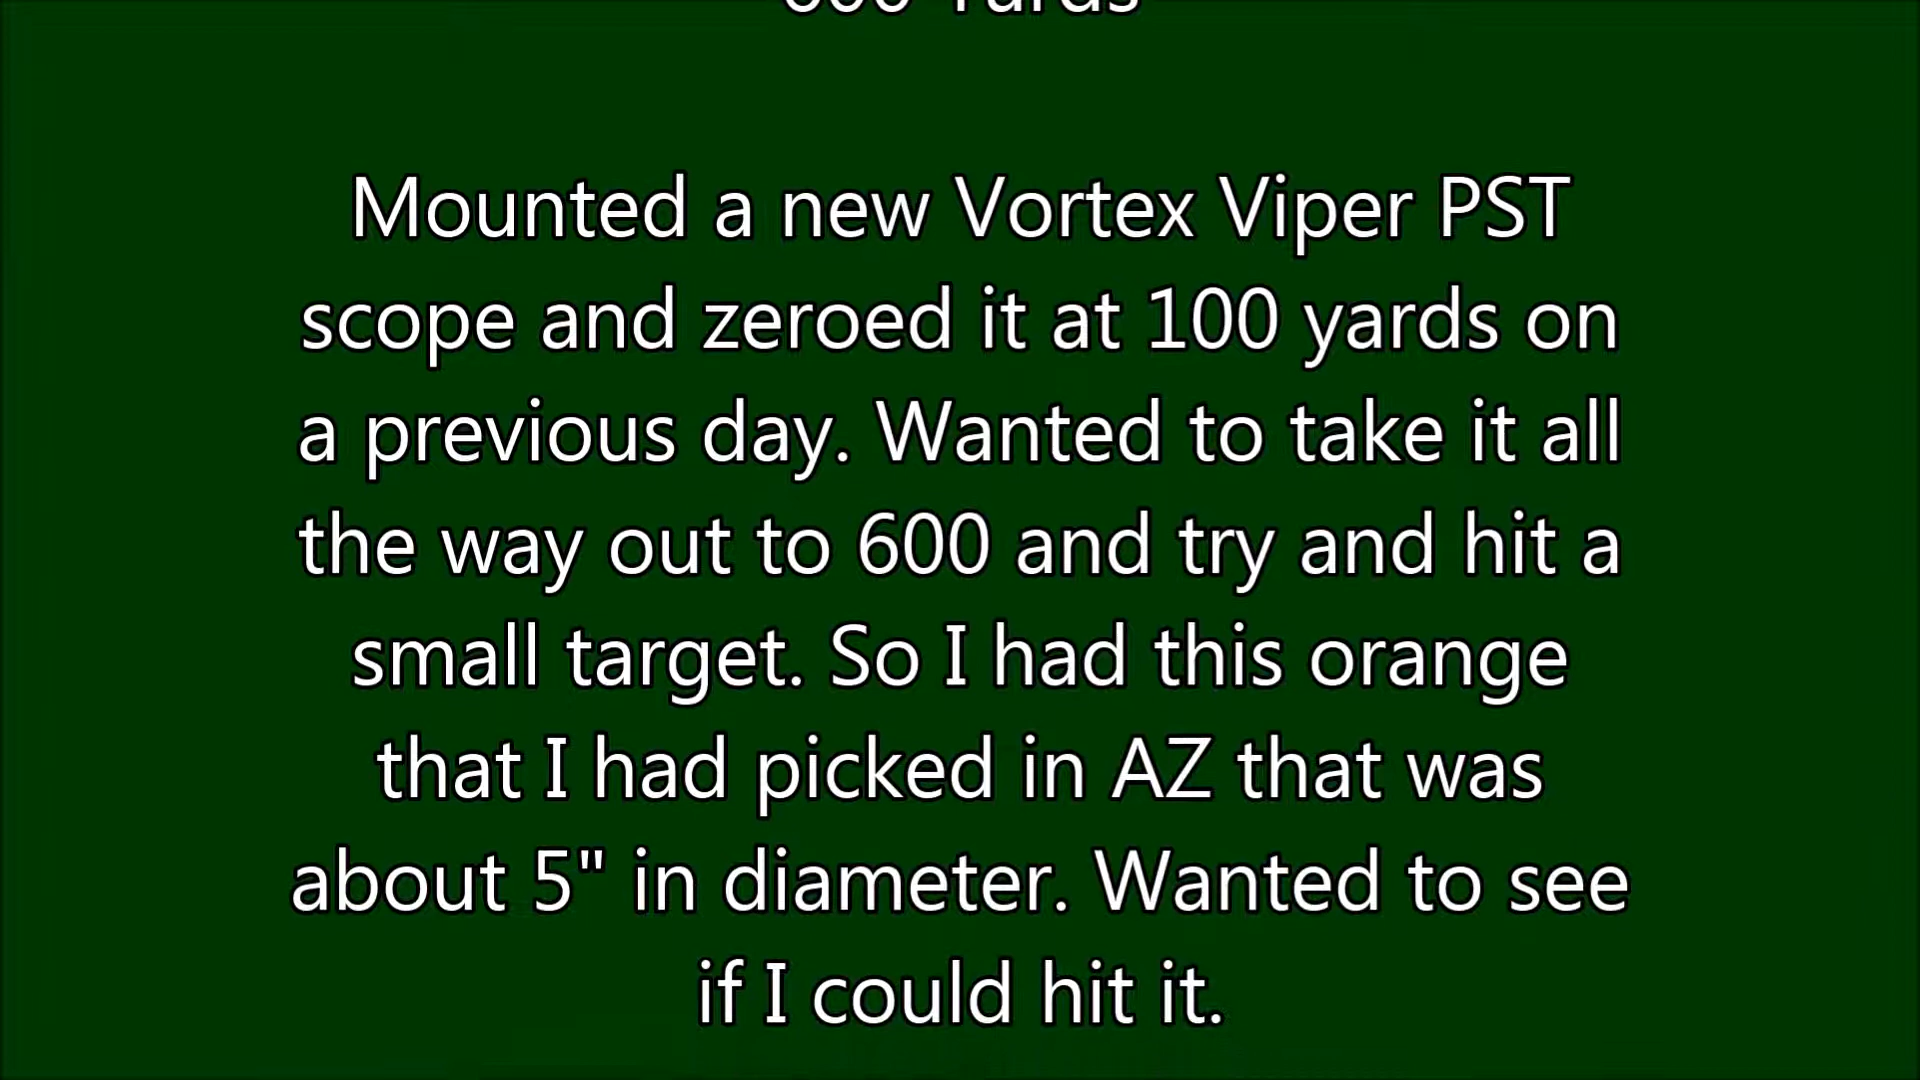 600 Yards
Mounted a new Vortex Viper PST
scope and zeroed it at 100 yards on
a previous day. Wanted to take it all
the way out to 600 and try and hit a
small target. So I had this orange
that I had picked in AZ that was
about 5" in diameter. Wanted to see
if I could hit it.